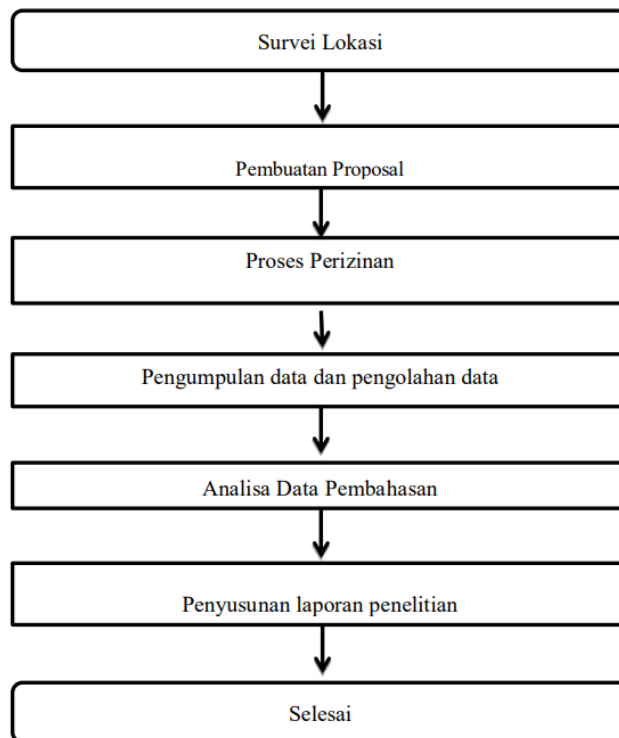 Survei Lokasi
Pembuatan Proposal
Proses Perizinan
Pengumpulan data dan pengolahan data
Analisa Data Pembahasan
Penyusunan laporan penelitian
Selesai